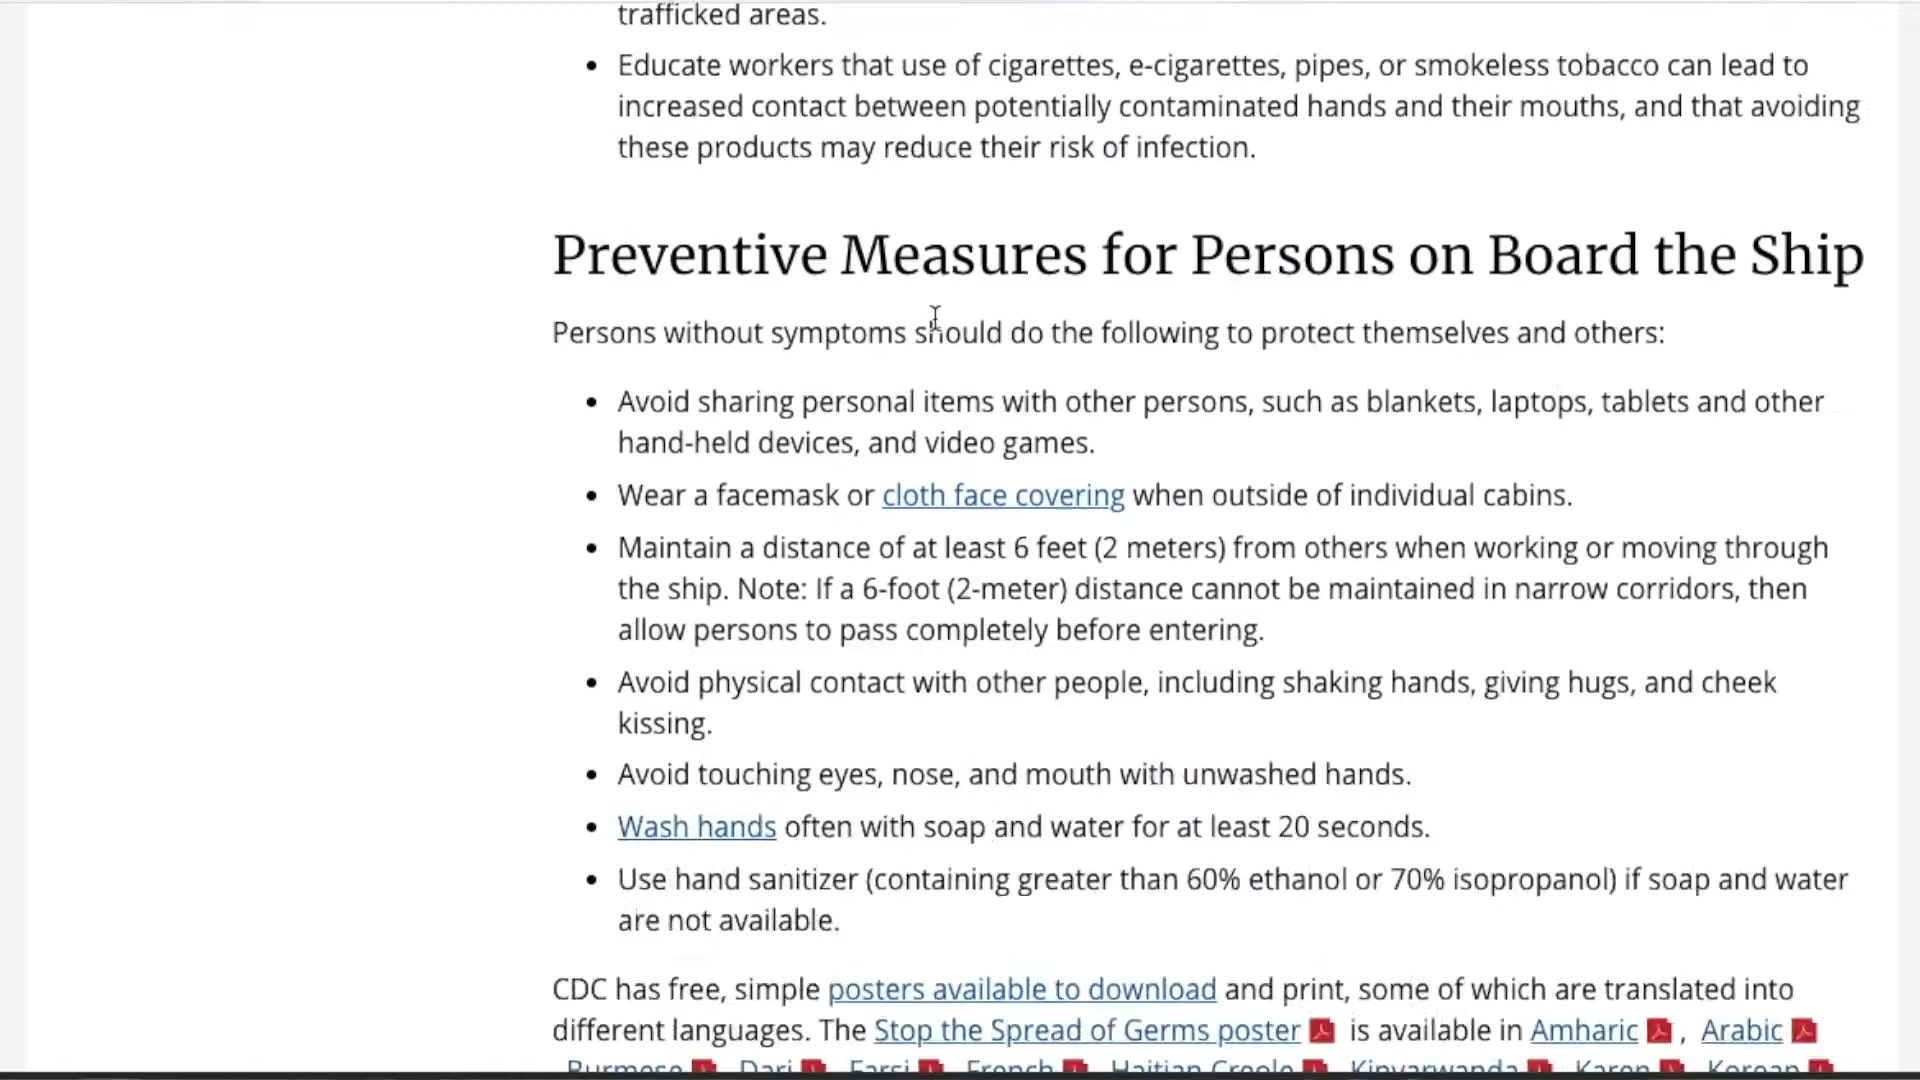 trafficked areas.
• Educate workers that use of cigarettes, e-cigarettes, pipes, or smokeless tobacco can lead to
increased contact between potentially contaminated hands and their mouths, and that avoiding
these products may reduce their risk of infection.
Preventive Measures for Persons on Board the Ship
Persons without symptoms should do the following to protect themselves and others:
• Avoid sharing personal items with other persons, such as blankets, laptops, tablets and other
hand-held devices, and video games.
• Wear a facemask or cloth face covering when outside of individual cabins.
• Maintain a distance of at least 6 feet (2 meters) from others when working or moving through
the ship. Note: If a 6-foot (2-meter) distance cannot be maintained in narrow corridors, then
allow persons to pass completely before entering.
• Avoid physical contact with other people, including shaking hands, giving hugs, and cheek
kissing.
• Avoid touching eyes, nose, and mouth with unwashed hands.
• Wash hands often with soap and water for at least 20 seconds.
• Use hand sanitizer (containing greater than 60% ethanol or 70% isopropanol) if soap and water
are not available.
CDC has free, simple posters available to download and print, some of which are translated into
different languages. The Stop the Spread of Germs poster is available in Amharic , Arabic
Burmese Dari Farsi French Haitian Creole Kinyarwanda Karen Korean